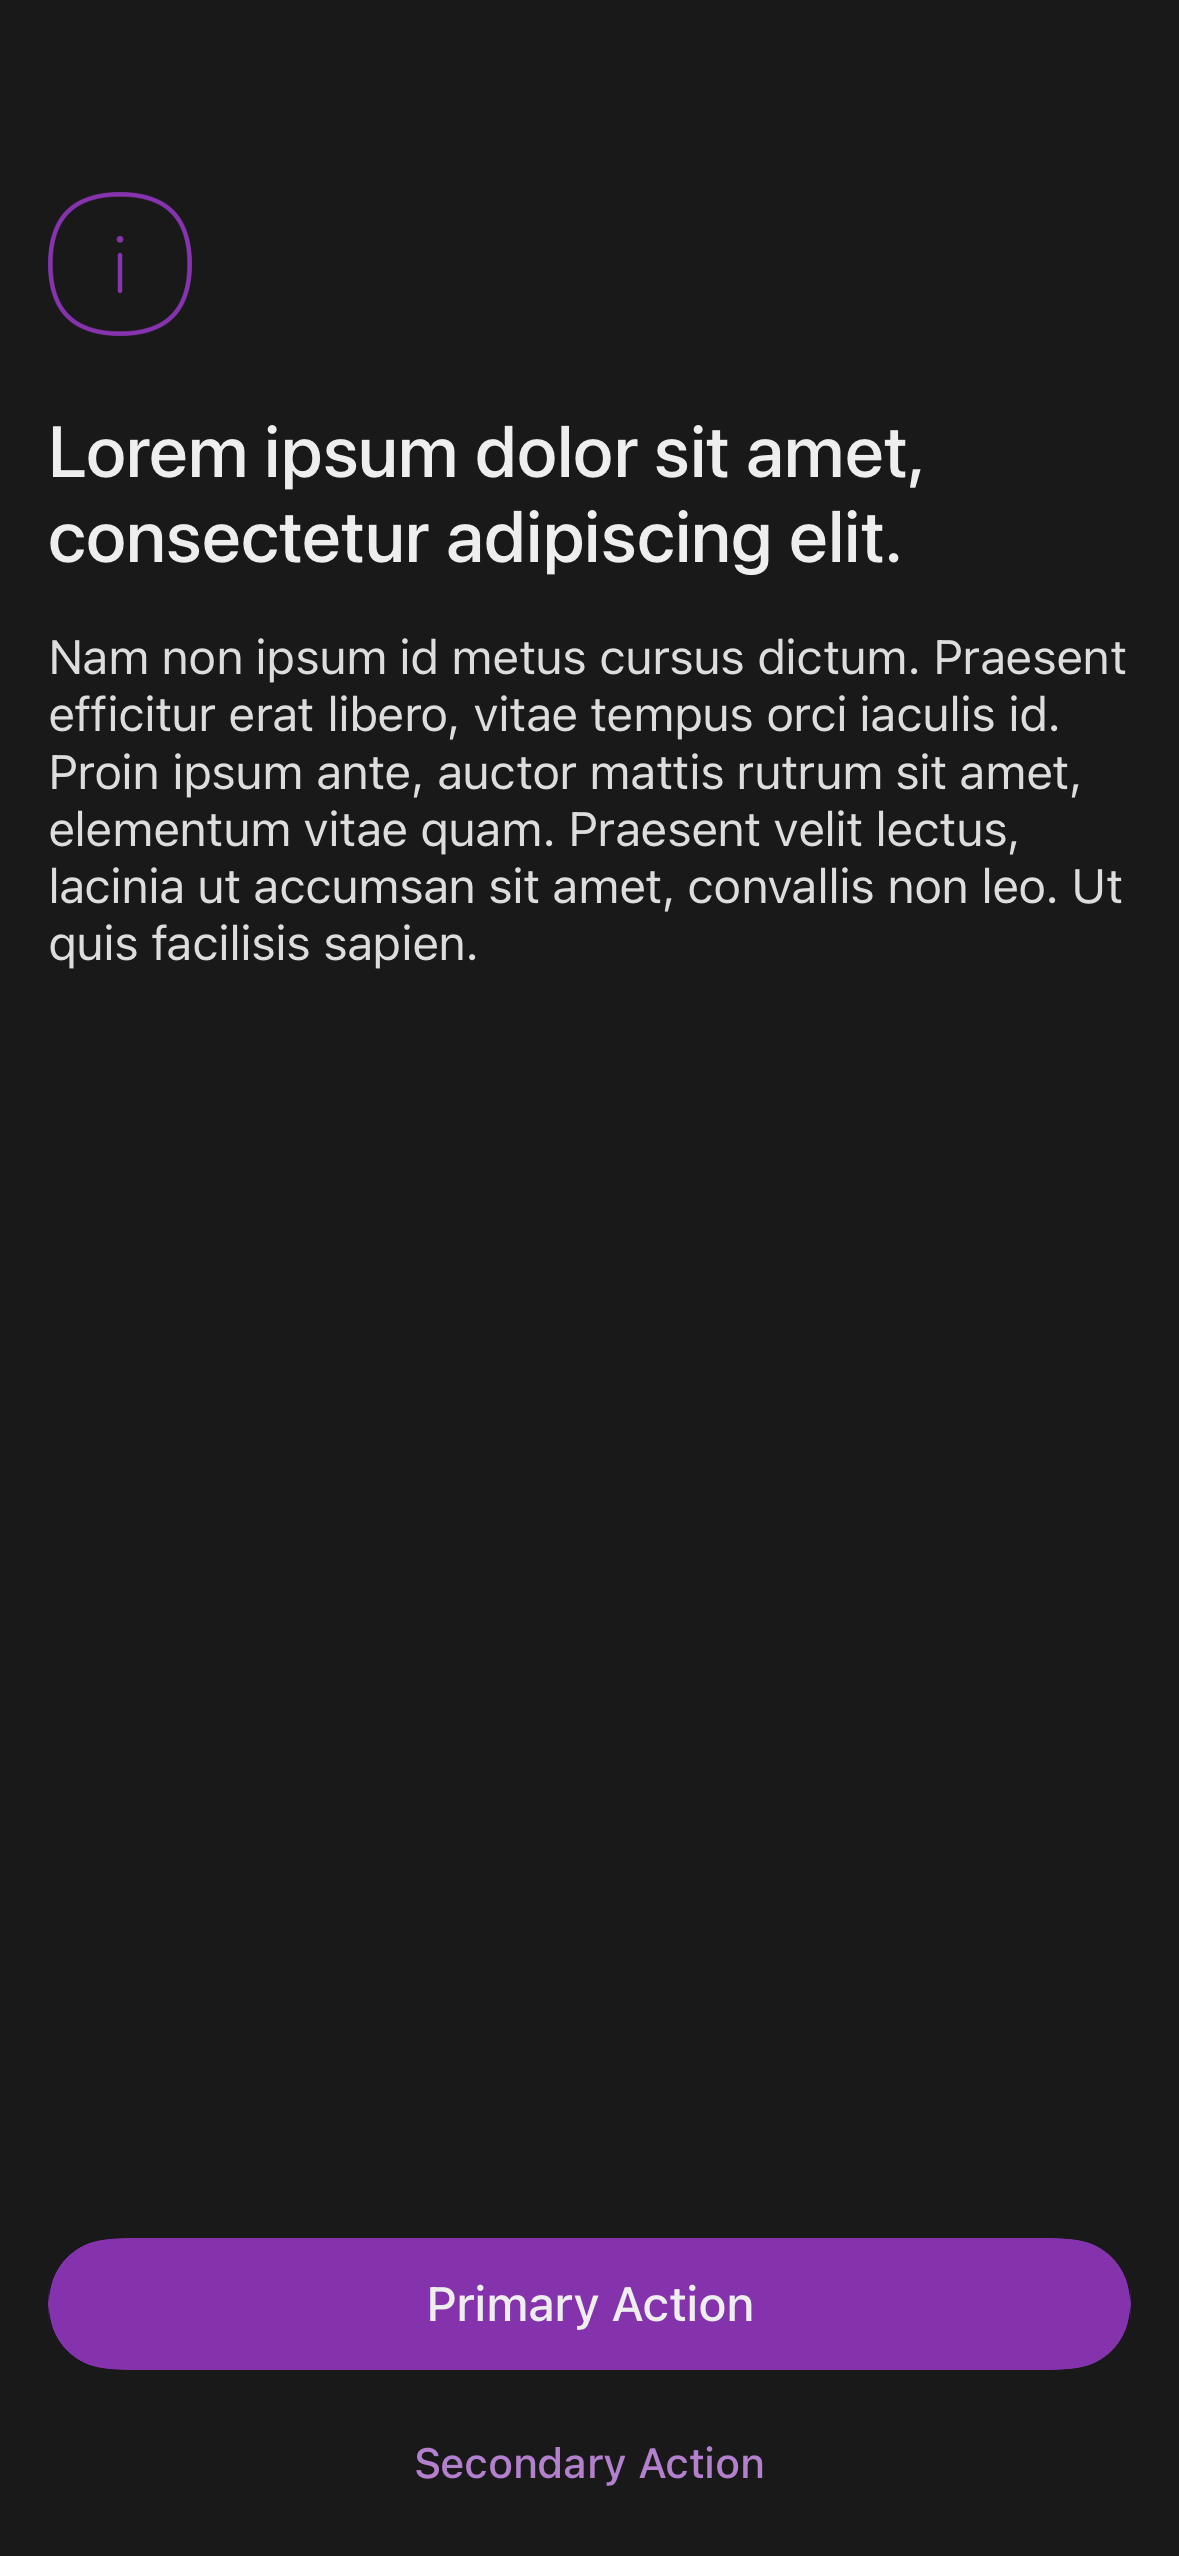 Lorem ipsum dolor sit amet,
consectetur adipiscing elit.
Nam non ipsum id metus cursus dictum. Praesent
efficitur erat libero, vitae tempus orci iaculis id.
Proin ipsum ante, auctor mattis rutrum sit amet,
elementum vitae quam. Praesent velit lectus,
lacinia ut accumsan sit amet, convallis non leo. Ut
quis facilisis sapien.
Primary Action
Secondary Action